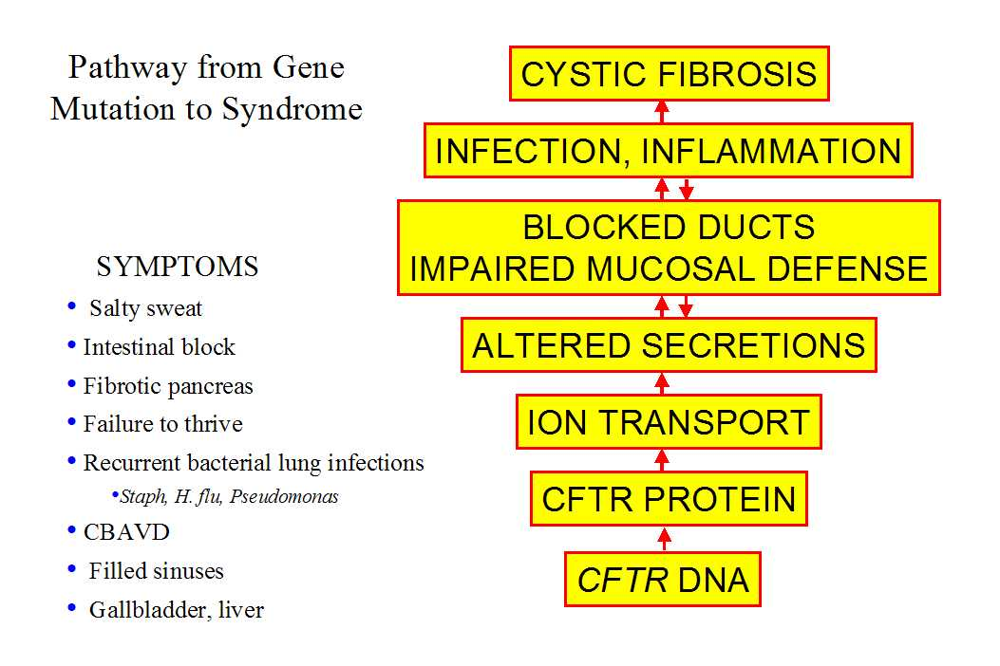 Pathway from Gene
Mutation to Syndrome
SYMPTOMS
• Salty sweat
• Intestinal block
• Fibrotic pancreas
• Failure to thrive
• Recurrent bacterial lung infections
•Staph, H. flu, Pseudomonas
• CBAVD
• Filled sinuses
• Gallbladder, liver
CYSTIC FIBROSIS
INFECTION, INFLAMMATION
BLOCKED DUCTS
IMPAIRED MUCOSAL DEFENSE
ALTERED SECRETIONS
ION TRANSPORT
CFTR PROTEIN
CFTR DNA